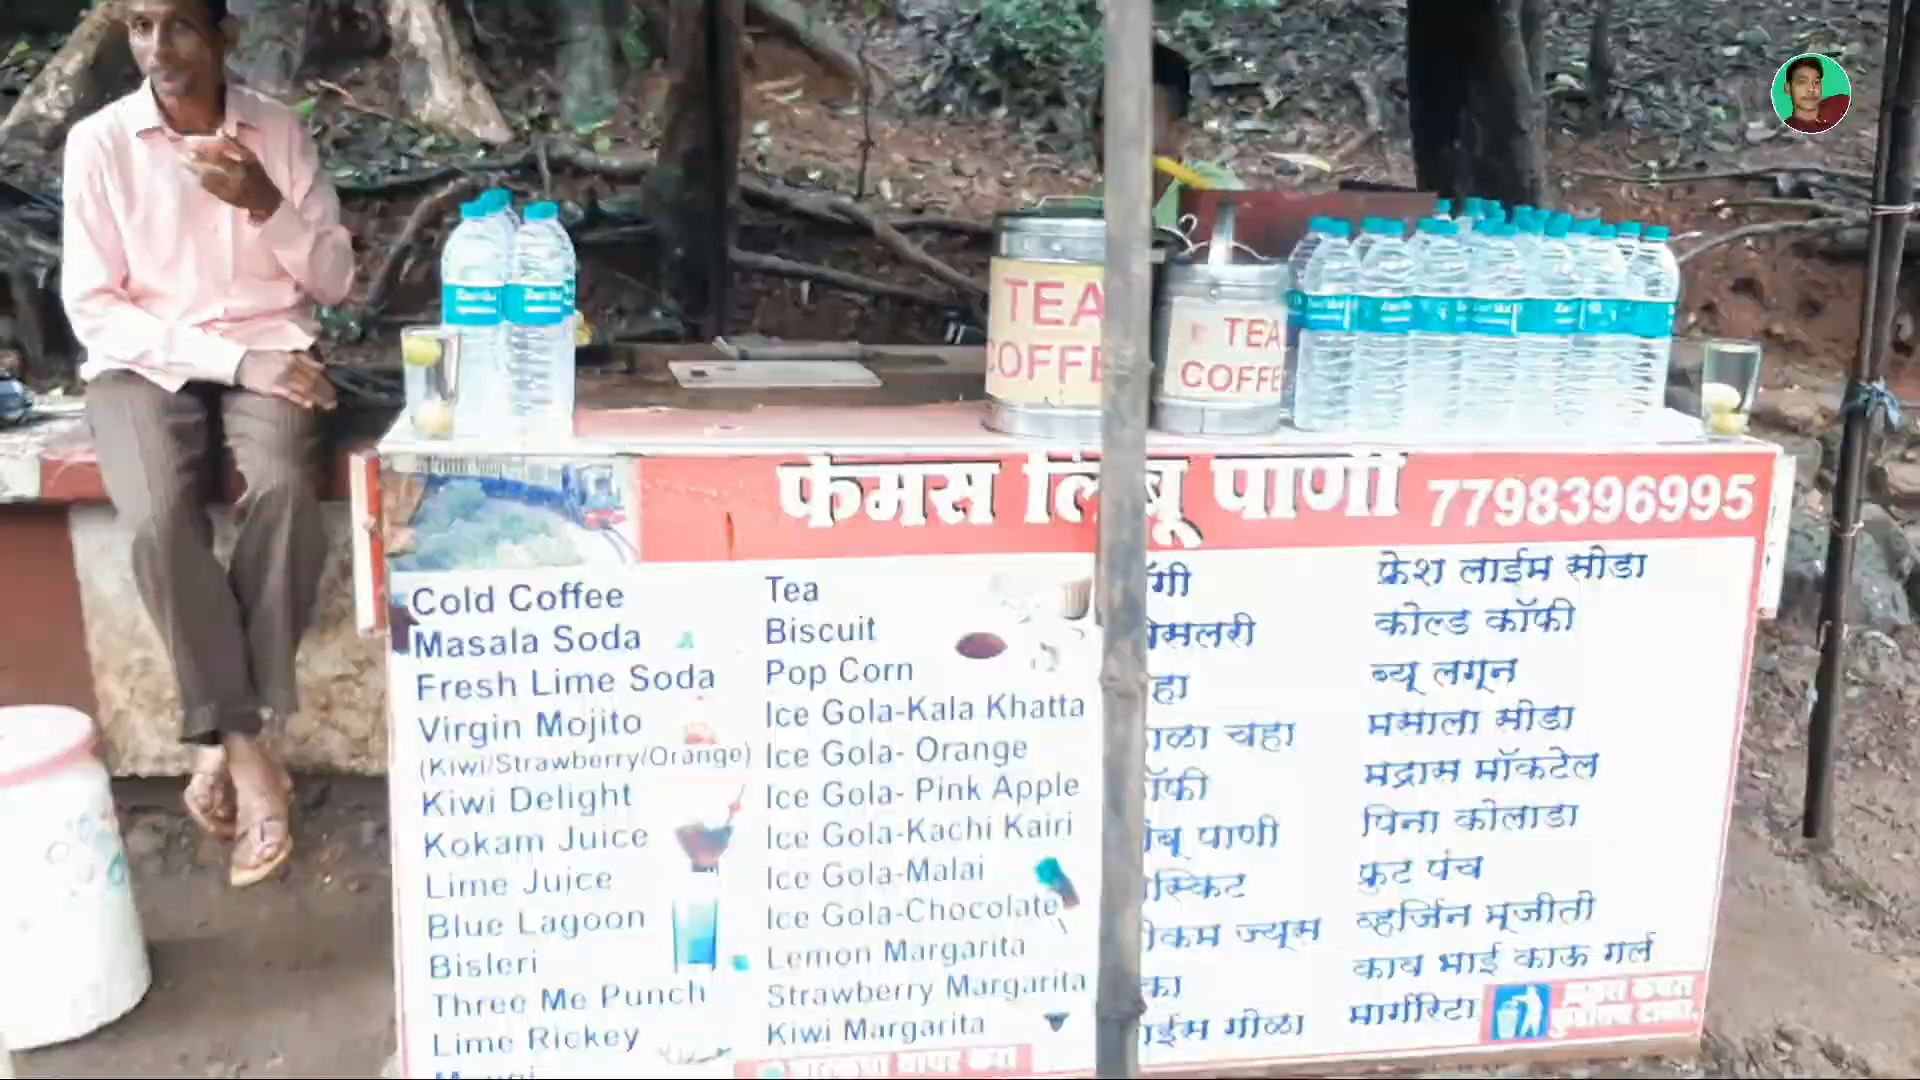 TEA
COFFE
TEA
COFFE
फेमस लिंबू पाणी 7798396995
Cold Coffee
Masala Soda
Fresh Lime Soda
Virgin Mojito
(Kiwi/Strawberry/Orange)
Kiwi Delight
Kokam Juice
Lime Juice
Blue Lagoon
Bisleri
Three Me Punch
Lime Rickey
Tea
Biscuit
Pop Corn
Ice Gola-Kala Khatta
Ice Gola- Orange
Ice Gola- Pink Apple
Ice Gola-Kachi Kairi
Ice Gola-Malai
Ice Gola-Chocolate
Lemon Margarita
Strawberry Margarita
Kiwi Margarita
चहा
पाणी
ज्यूस
गोळा
फ्रेश लाईम सोडा
कोल्ड कॉफी
ब्यू लगून
मसाला सोडा
मद्रास मॉकटेल
पिना कोलाडा
फ्रुट पंच
व्हर्जिन मूजीतो
काव भाई काऊ गर्ल
मार्गारिटा